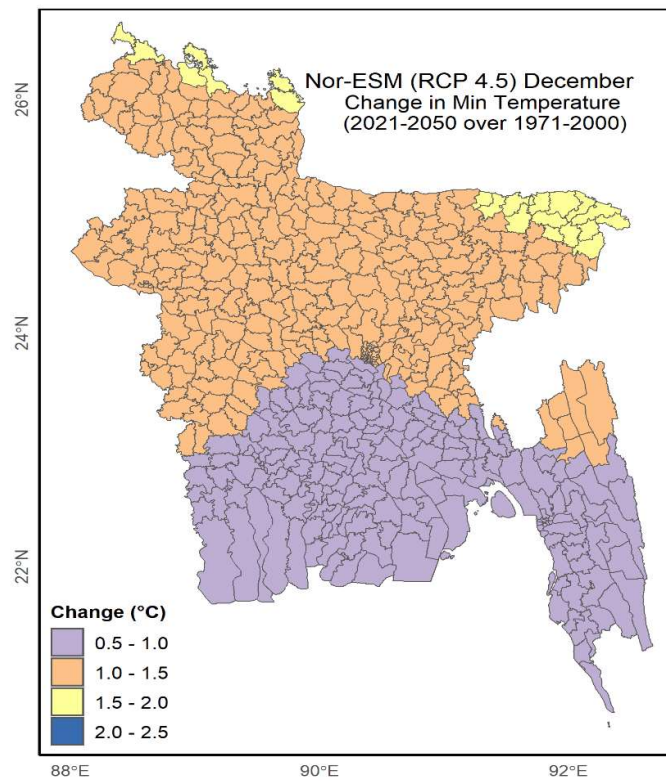 Nor-ESM (RCP 4.5) December
Change in Min Temperature
(2021-2050 over 1971-2000)
26°N
24°N
22°N
Change (°C)
0.5 - 1.0
1.0 - 1.5
1.5 - 2.0
2.0 - 2.5
88°E
90°E
92°E